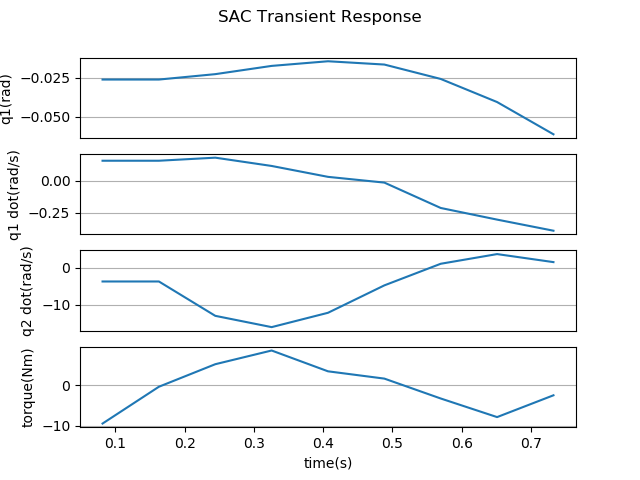 SAC Transient Response
q1(rad)
−0.025
−0.050
q1 dot(rad/s)
0.00
−0.25
q2 dot(rad/s)
0
−10
torque(Nm)
0
−10
0.1 0.2 0.3 0.4 0.5 0.6 0.7
time(s)